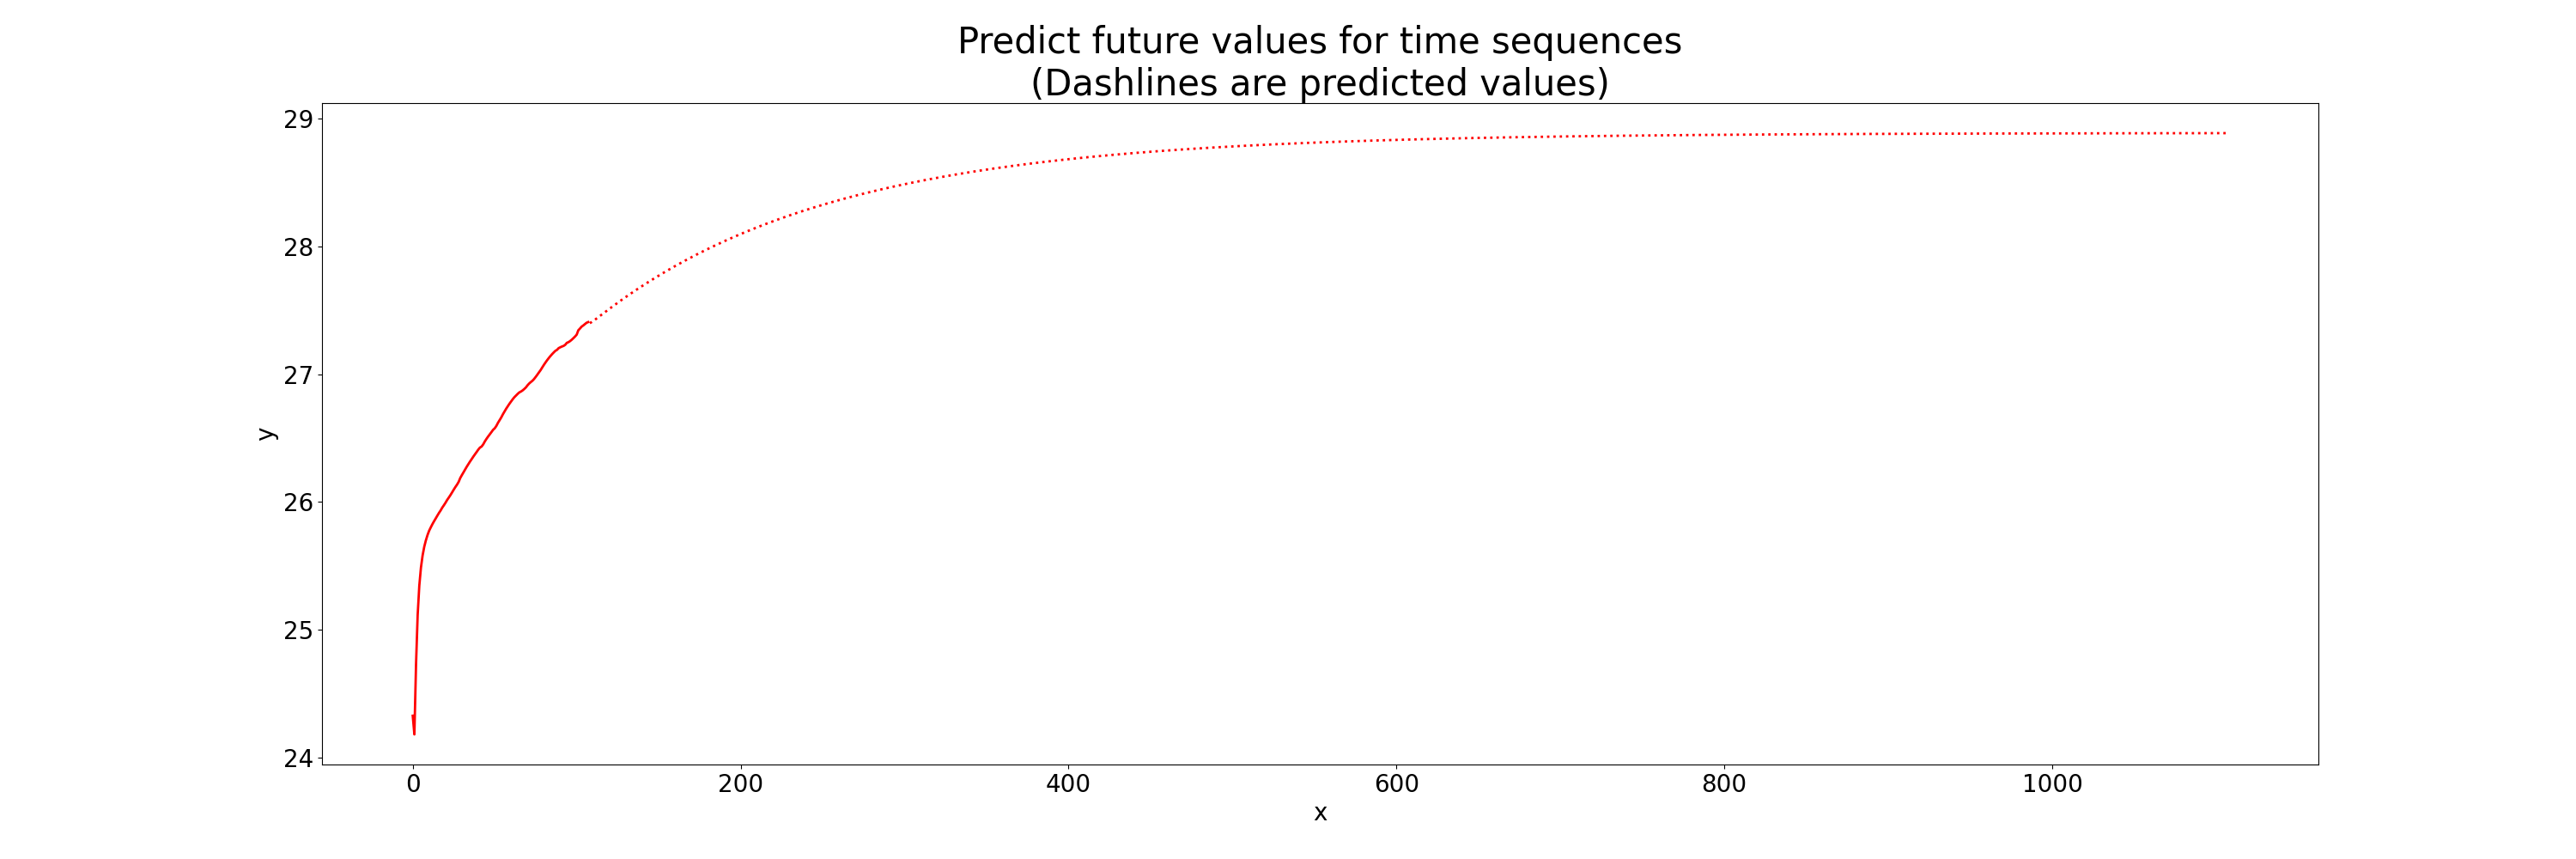 Predict future values for time sequences
(Dashlines are predicted values)
29
28
27
26
25
24
y
0 200 400 600 800 1000
x